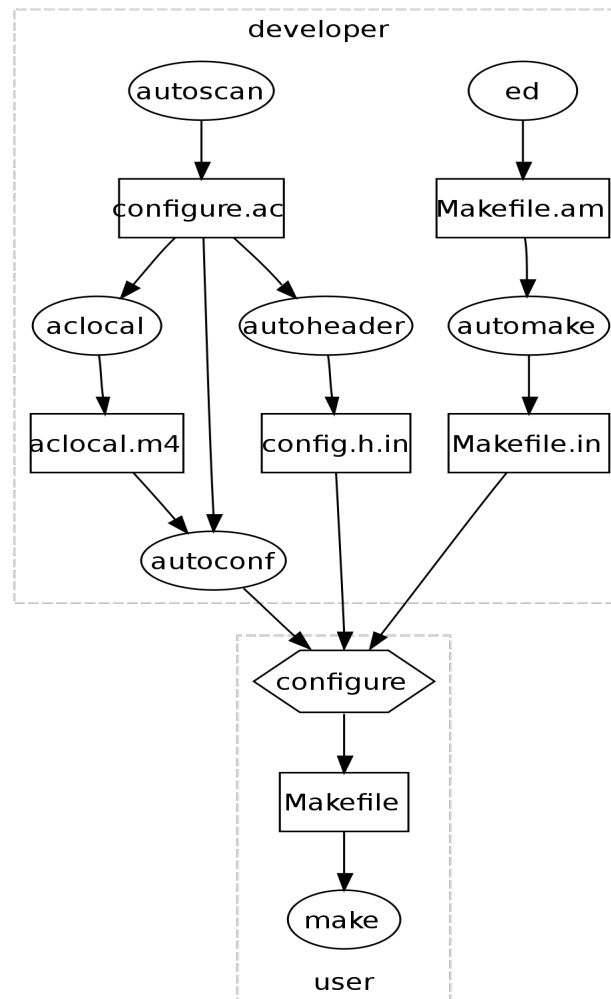 developer
autoscan
ed
configure.ac
Makefile.am
aclocal
autoheader
automake
aclocal.m4
config.h.in
Makefile.in
autoconf
configure
Makefile
make
user